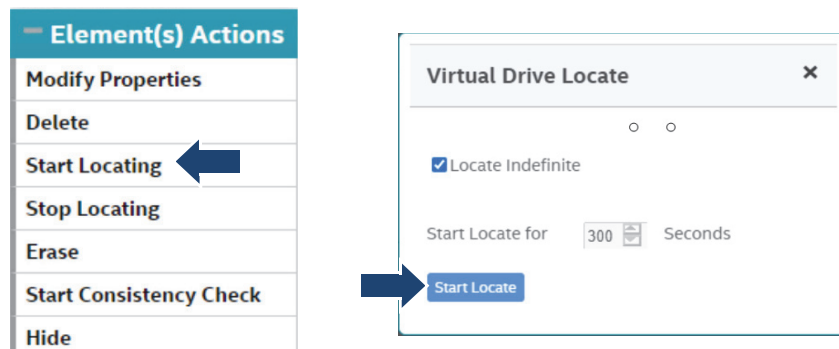 Element(s) Actions
Modify Properties
Delete
Start Locating
Stop Locating
Erase
Start Consistency Check
Hide
Virtual Drive Locate
Locate Indefinite
Start Locate for 300 Seconds
Start Locate